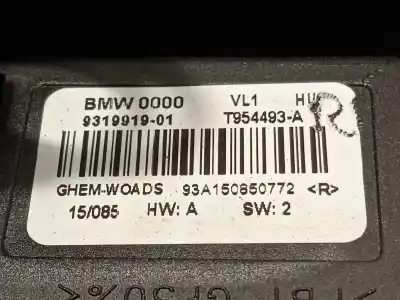 BMW 0000 VL1 HU
9319919-01 T954493-A
R
GHEM-WOADS 93A150850772 <R>
15/085 HW: A SW: 2